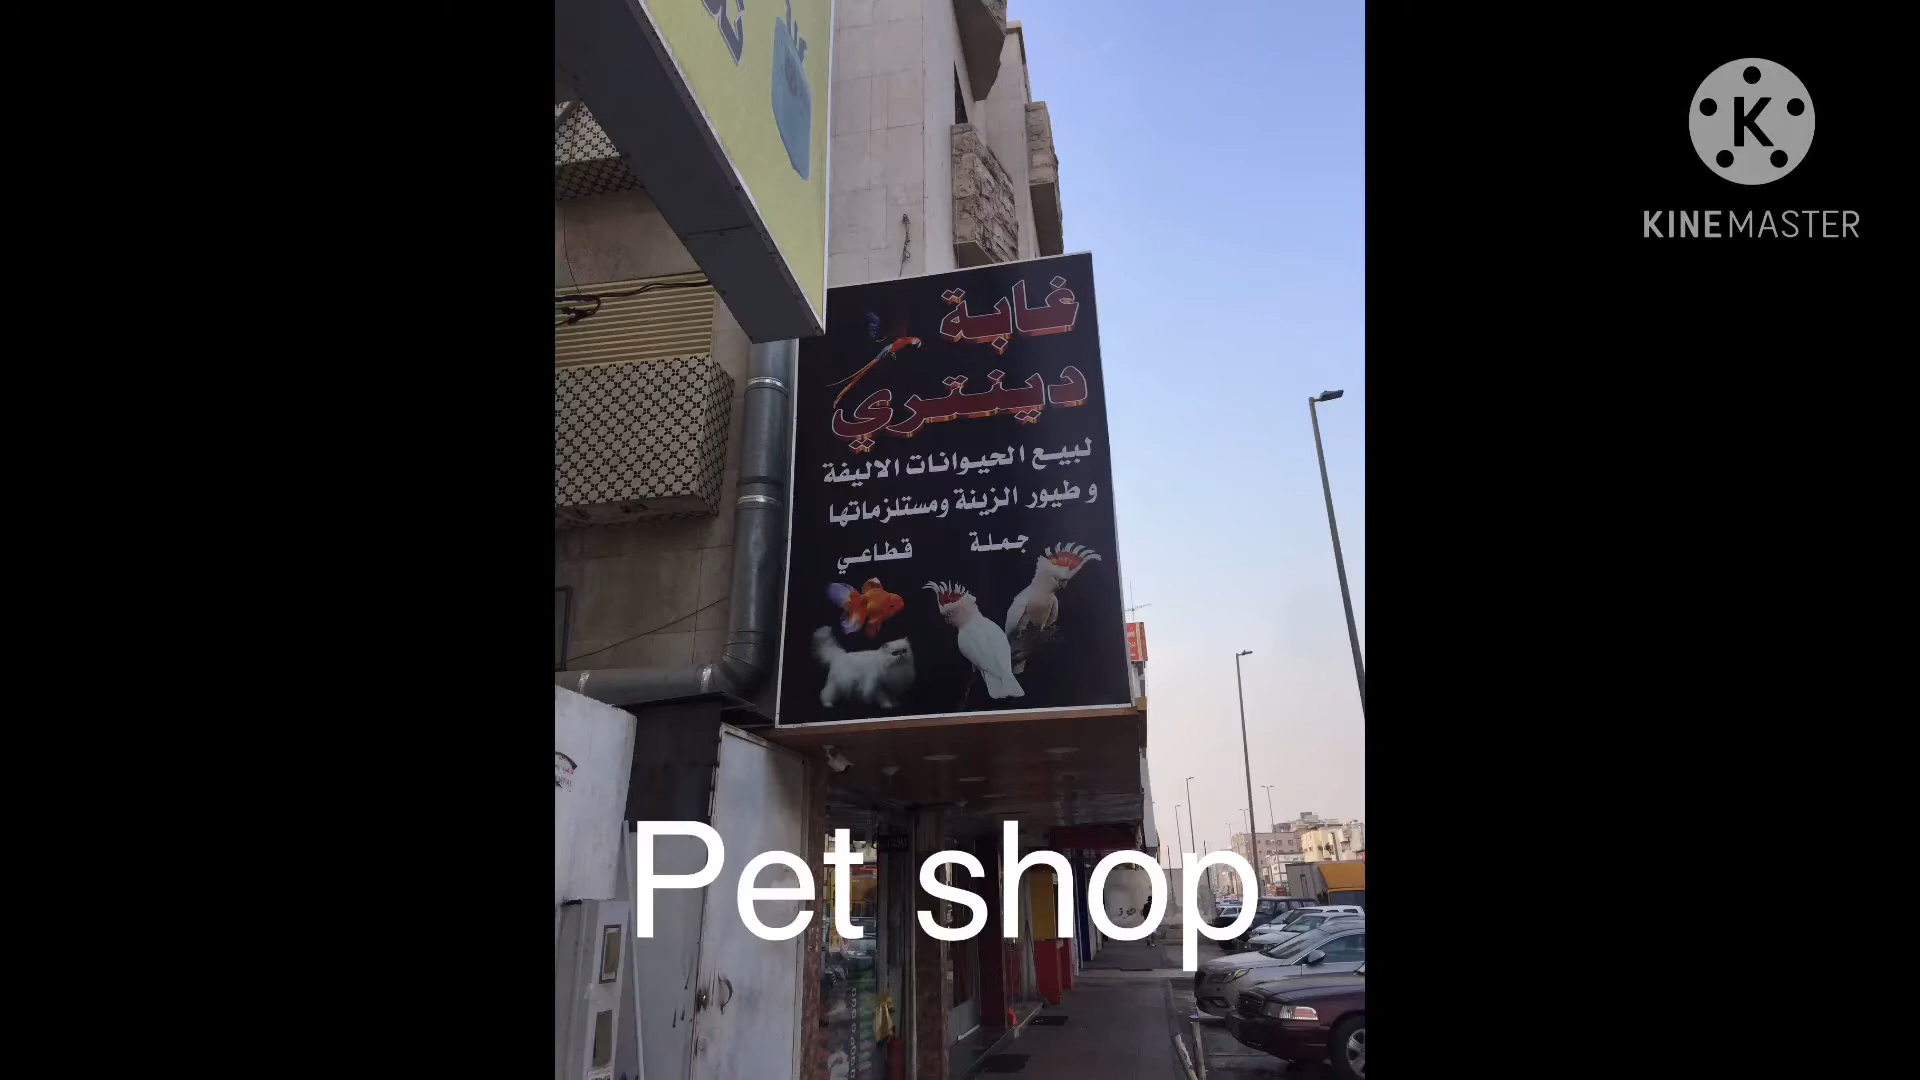 غابة
دينتري
لبيع الحيوانات الاليفة
و طيور الزينة ومستلزماتها
جملة قطاعي
Pet shop
K
KINEMASTER